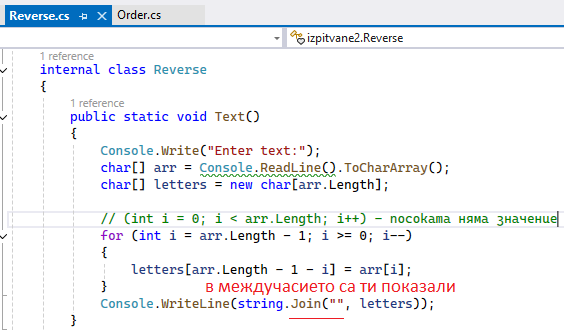 Reverse.cs
Order.cs
izpitvane2.Reverse
1 reference
internal class Reverse
{
1 reference
public static void Text()
{
Console.Write("Enter text:");
char[] arr = Console.ReadLine().ToCharArray();
char[] letters = new char[arr.Length];
// (int i = 0; i < arr.Length; i++) - посоката няма значение
for (int i = arr.Length - 1; i >= 0; i--)
{
letters[arr.Length - 1 - i] = arr[i];
}
в междучасието са ти показали
Console.WriteLine(string.Join("", letters));
}